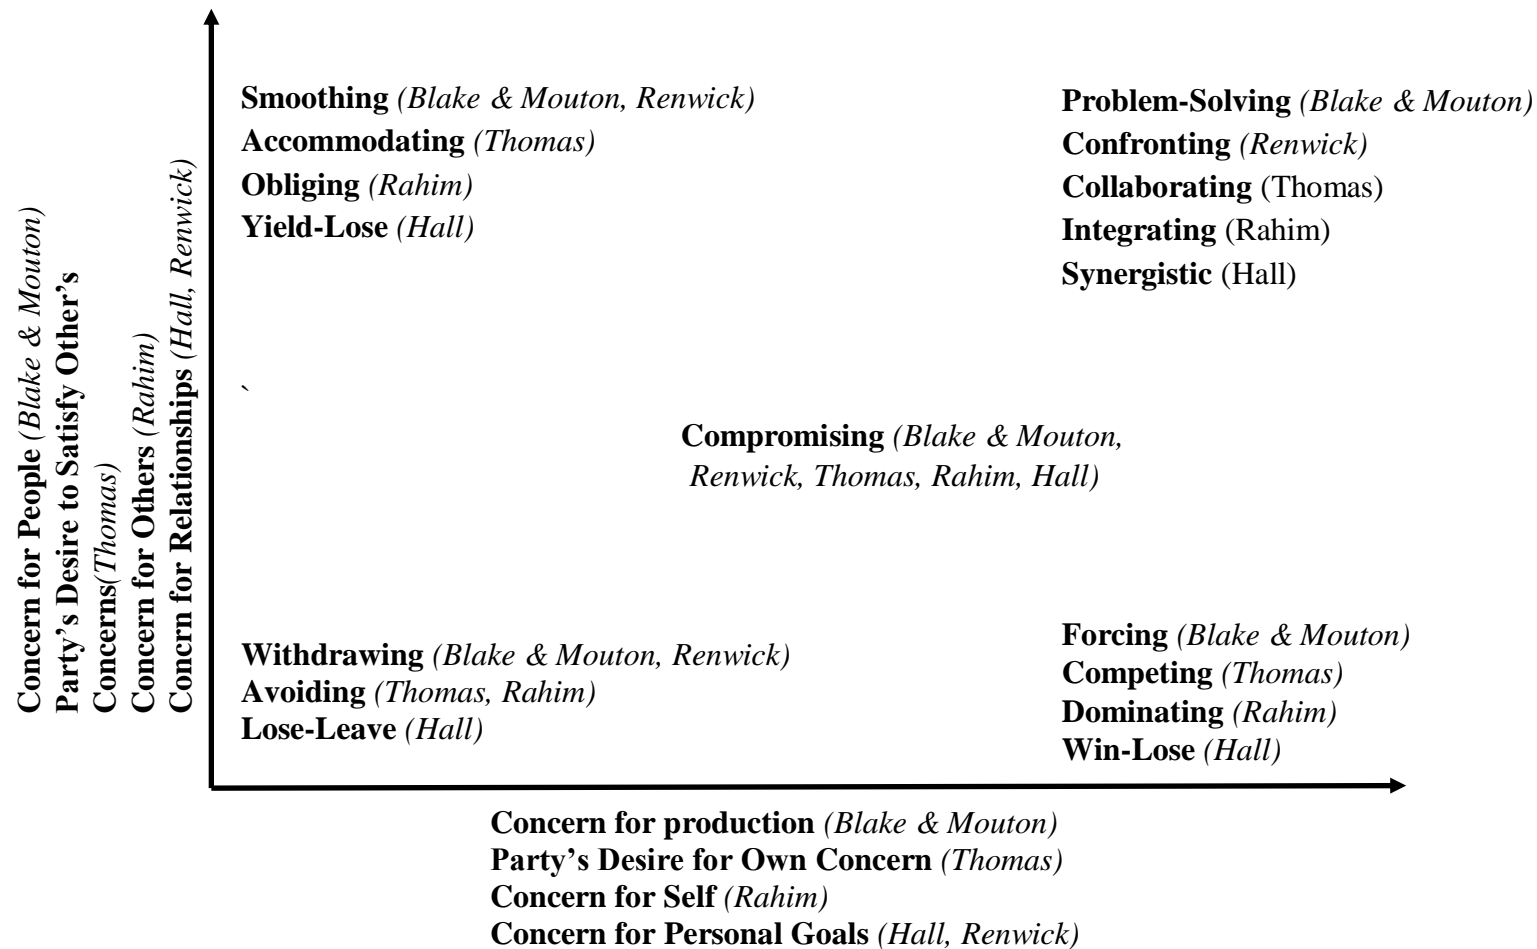 Smoothing (Blake & Mouton, Renwick)
Accommodating (Thomas)
Obliging (Rahim)
Yield-Lose (Hall)
Problem-Solving (Blake & Mouton)
Confronting (Renwick)
Collaborating (Thomas)
Integrating (Rahim)
Synergistic (Hall)
Concern for People (Blake & Mouton)
Party’s Desire to Satisfy Other’s
Concerns(Thomas)
Concern for Others (Rahim)
Concrn for Relationships (Hall, Renwick)
`
Compromising (Blake & Mouton,
Renwick, Thomas, Rahim, Hall)
Withdrawing (Blake & Mouton, Renwick)
Avoiding (Thomas, Rahim)
Lose-Leave (Hall)
Forcing (Blake & Mouton)
Competing (Thomas)
Dominating (Rahim)
Win-Lose (Hall)
Concern for production (Blake & Mouton)
Party’s Desire for Own Concern (Thomas)
Concern for Self (Rahim)
Concern for Personal Goals (Hall, Renwick)